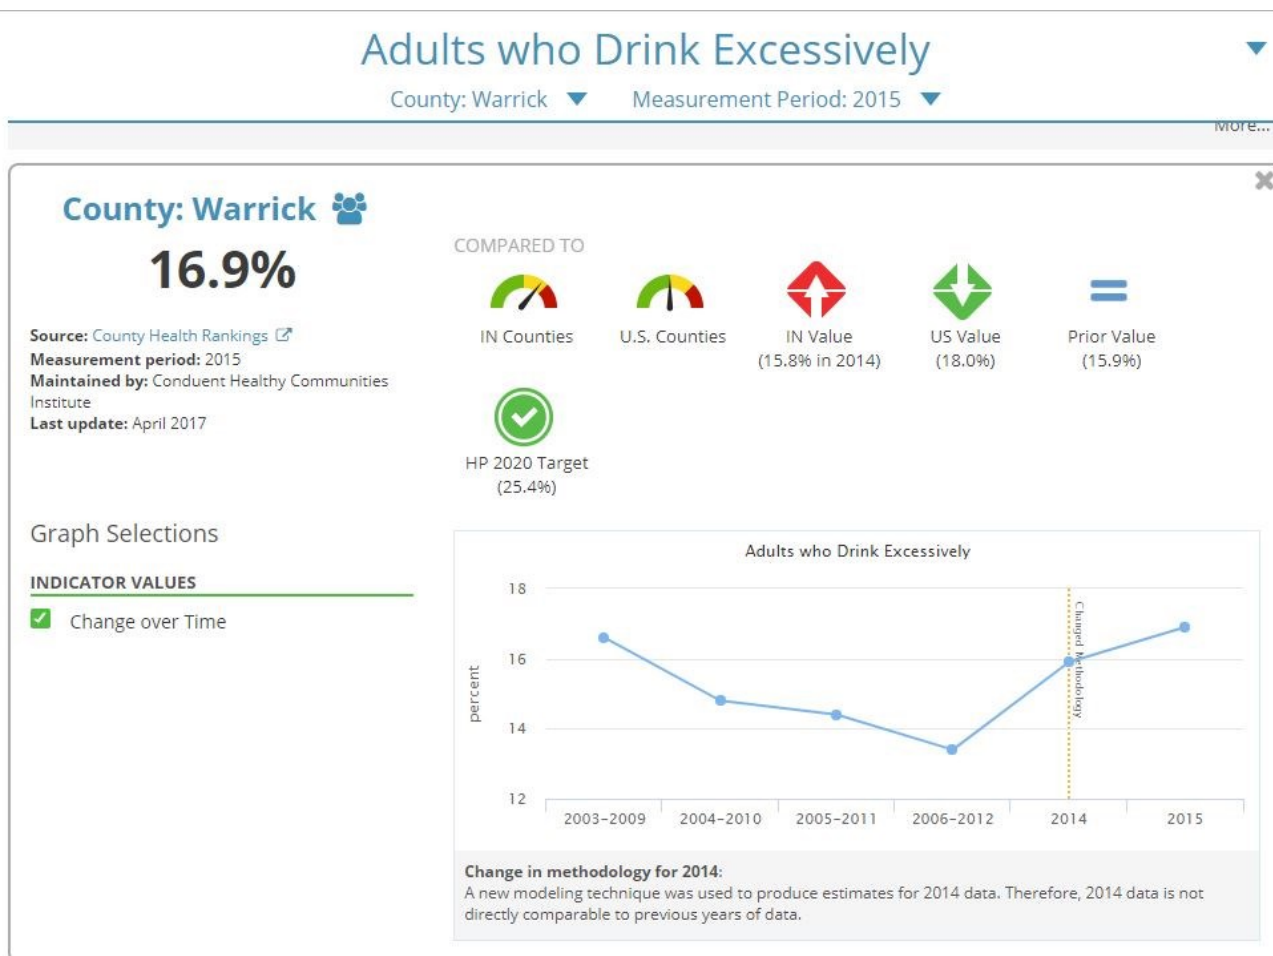 Adults who Drink Excessively
County: Warrick Measurement Period: 2015
More...
County: Warrick
16.9%
Source: County Health Rankings
Measurement period: 2015
Maintained by: Conduent Healthy Communities
Institute
Last update: April 2017
COMPARED TO
IN Counties
U.S. Counties
IN Value
(15.8% in 2014)
US Value
(18.0%)
Prior Value
(15.9%)
HP 2020 Target
(25.4%)
Graph Selections
INDICATOR VALUES
Change over Time
Adults who Drink Excessively
percent
18
16
14
12
Changed Methodology
2003-2009 2004-2010 2005-2011 2006-2012 2014 2015
Change in methodology for 2014:
A new modeling technique was used to produce estimates for 2014 data. Therefore, 2014 data is not
directly comparable to previous years of data.